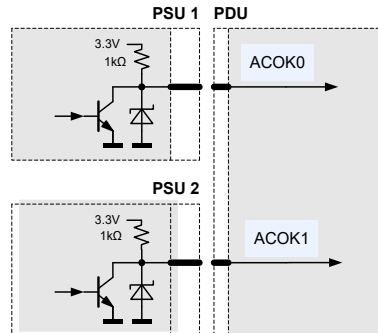 PSU 1 PDU
3.3V
1kΩ
ACOK0
PSU 2
3.3V
1kΩ
ACOK1